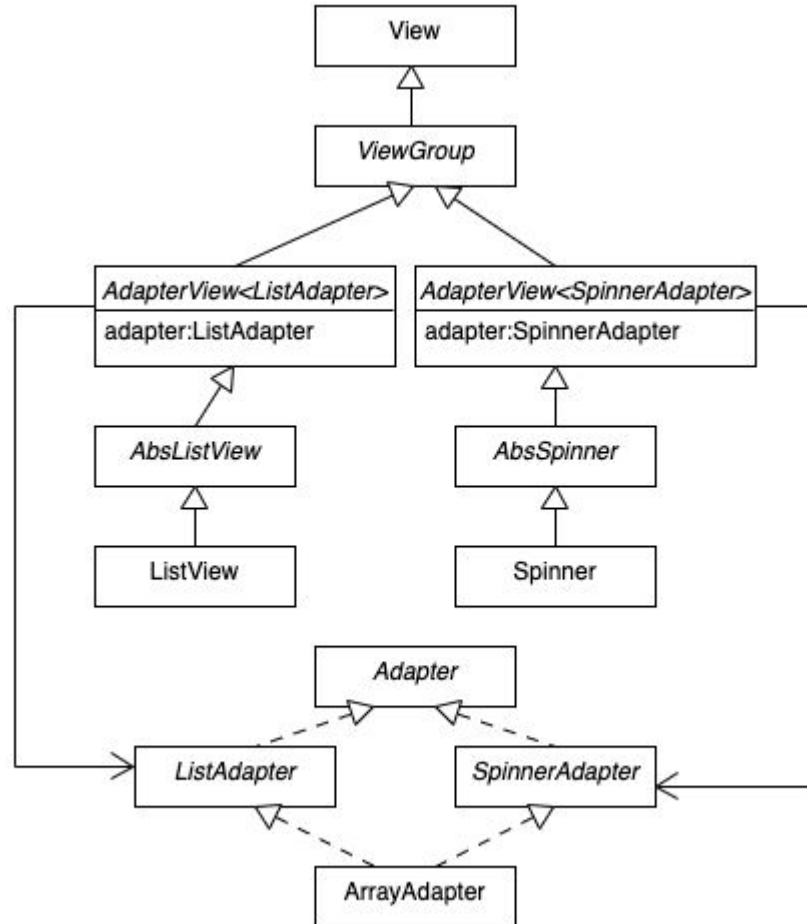 View
ViewGroup
AdapterView<ListAdapter>
adapter:ListAdapter
AdapterView<SpinnerAdapter>
adapter:SpinnerAdapter
AbsListView
AbsSpinner
ListView
Spinner
Adapter
ListAdapter
SpinnerAdapter
ArrayAdapter